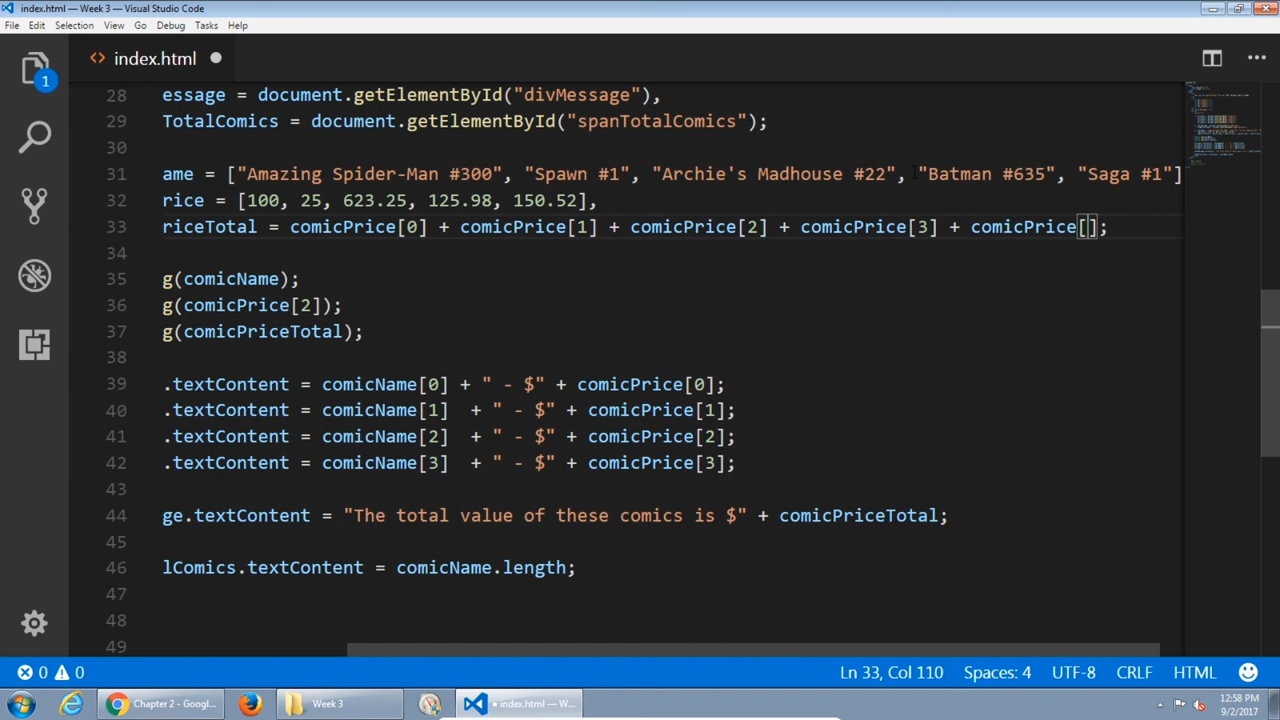 index.html — Week 3 — Visual Studio Code
File Edit Selection View Go Debug Tasks Help
1
index.html
28 essage = document.getElementById("divMessage"),
29 TotalComics = document.getElementById("spanTotalComics");
30
31 ame = ["Amazing Spider-Man #300", "Spawn #1", "Archie's Madhouse #22", "Batman #635", "Saga #1"]
32 rice = [100, 25, 623.25, 125.98, 150.52],
33 riceTotal = comicPrice[0] + comicPrice[1] + comicPrice[2] + comicPrice[3] + comicPrice[];
34
35 g(comicName);
36 g(comicPrice[2]);
37 g(comicPriceTotal);
38
39 .textContent = comicName[0] + " - $" + comicPrice[0];
40 .textContent = comicName[1]  + " - $" + comicPrice[1];
41 .textContent = comicName[2]  + " - $" + comicPrice[2];
42 .textContent = comicName[3]  + " - $" + comicPrice[3];
43
44 ge.textContent = "The total value of these comics is $" + comicPriceTotal;
45
46 lComics.textContent = comicName.length;
47
48
49
0 0 Ln 33, Col 110 Spaces: 4 UTF-8 CRLF HTML
Chapter 2 - Googl... Week 3 • index.html — W... 12:58 PM
9/2/2017